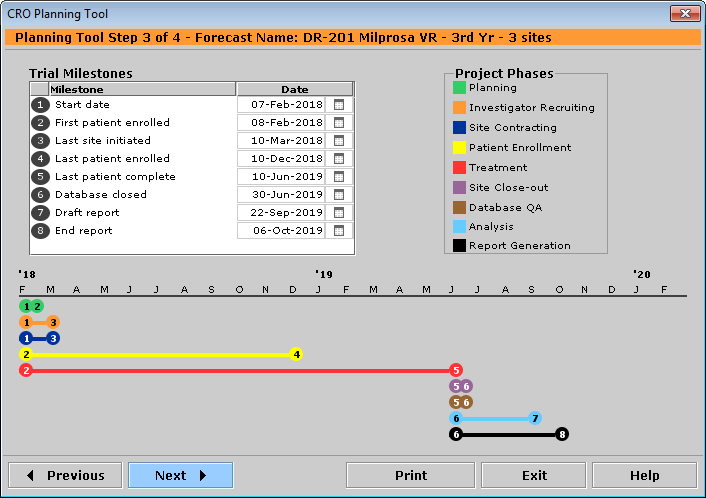 CRO Planning Tool
Planning Tool Step 3 of 4 - Forecast Name: DR-201 Milprosa VR - 3rd Yr - 3 sites
Trial Milestones
Milestone Date
1 Start date 07-Feb-2018
2 First patient enrolled 08-Feb-2018
3 Last site initiated 10-Mar-2018
4 Last patient enrolled 10-Dec-2018
5 Last patient complete 10-Jun-2019
6 Database closed 30-Jun-2019
7 Draft report 22-Sep-2019
8 End report 06-Oct-2019
Project Phases
Planning
Investigator Recruiting
Site Contracting
Patient Enrollment
Treatment
Site Close-out
Database QA
Analysis
Report Generation
'18 '19 '20
F M A M J J A S O N D J F M A M J J A S O N D J F
1 2
1 3
1 3
2 4
2 5
5 6
5 6
6 7
6 8
Previous Next Print Exit Help